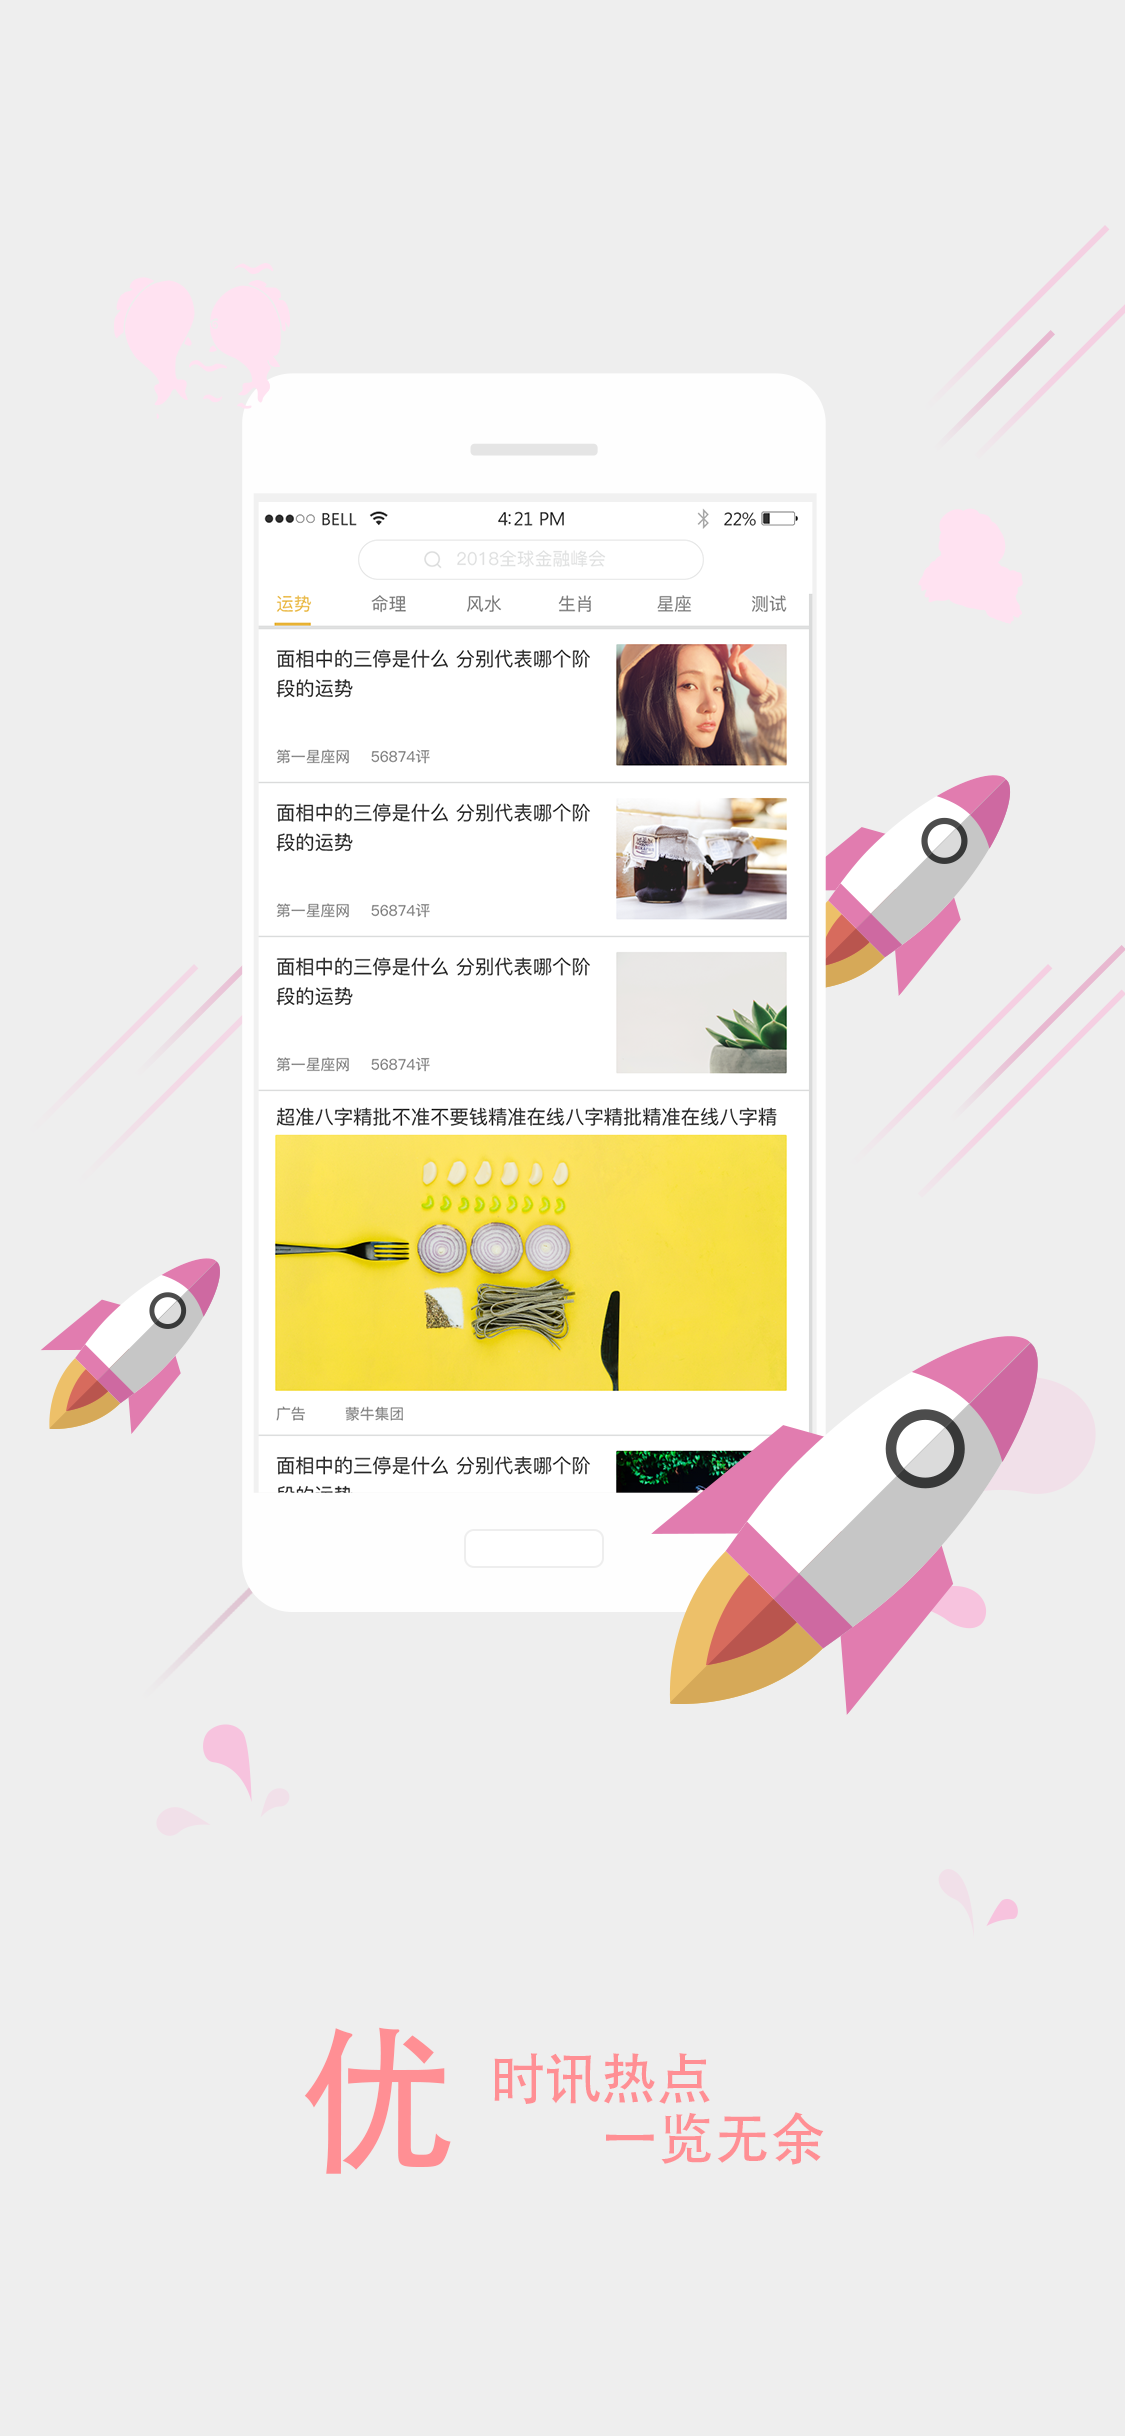 BELL
4:21 PM
22%
2018全球金融峰会
运势 命理 风水 生肖 星座 测试
面相中的三停是什么 分别代表哪个阶
段的运势
第一星座网 56874评
面相中的三停是什么 分别代表哪个阶
段的运势
第一星座网 56874评
面相中的三停是什么 分别代表哪个阶
段的运势
第一星座网 56874评
超准八字精批不准不要钱精准在线八字精批精准在线八字精
广告 蒙牛集团
面相中的三停是什么 分别代表哪个阶
优
时讯热点
一览无余